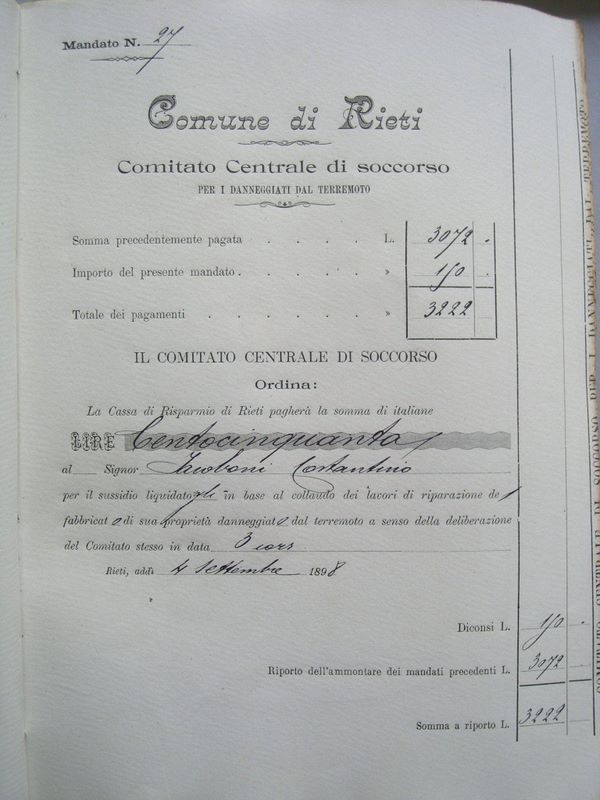 Mandato N. 27
Comune di Rieti
Comitato Centrale di soccorso
PER I DANNEGGIATI DAL TERREMOTO
Somma precedentemente pagata . . . . L. 3072 .
Importo del presente mandato . . . . » 150 .
Totale dei pagamenti . . . . . . » 3222
IL COMITATO CENTRALE DI SOCCORSO
Ordina:
La Cassa di Risparmio di Rieti pagherà la somma di italiane
LIRE Centocinquanta
al Signor Costantino
per il sussidio liquidatogli in base al collaudo dei lavori di riparazione del
fabbricato di sua proprietà danneggiato dal terremoto a senso della deliberazione
del Comitato stesso in data 3 cors.
Rieti, addì 4 Settembre 1898
Diconsi L. 150 .
Riporto dell'ammontare dei mandati precedenti L. 3072 .
Somma a riporto L. 3222 .